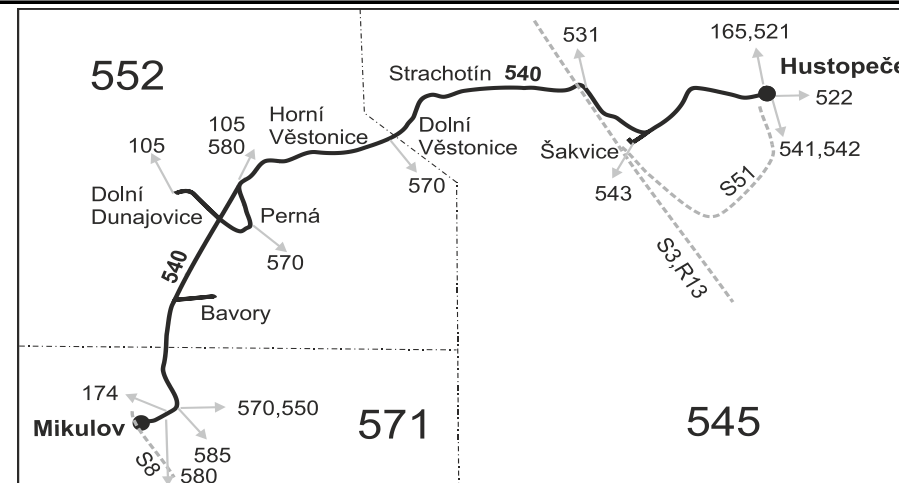 552
531
165,521
Hustopeče
Strachotín 540
522
Horní
Věstonice
105
580
105
Dolní
Věstonice
Šakvice
541,542
570
543
S51
Dolní
Dunajovice
Perná
570
540
S3,R13
Bavory
174
570,550
571
545
Mikulov
585
S8
580